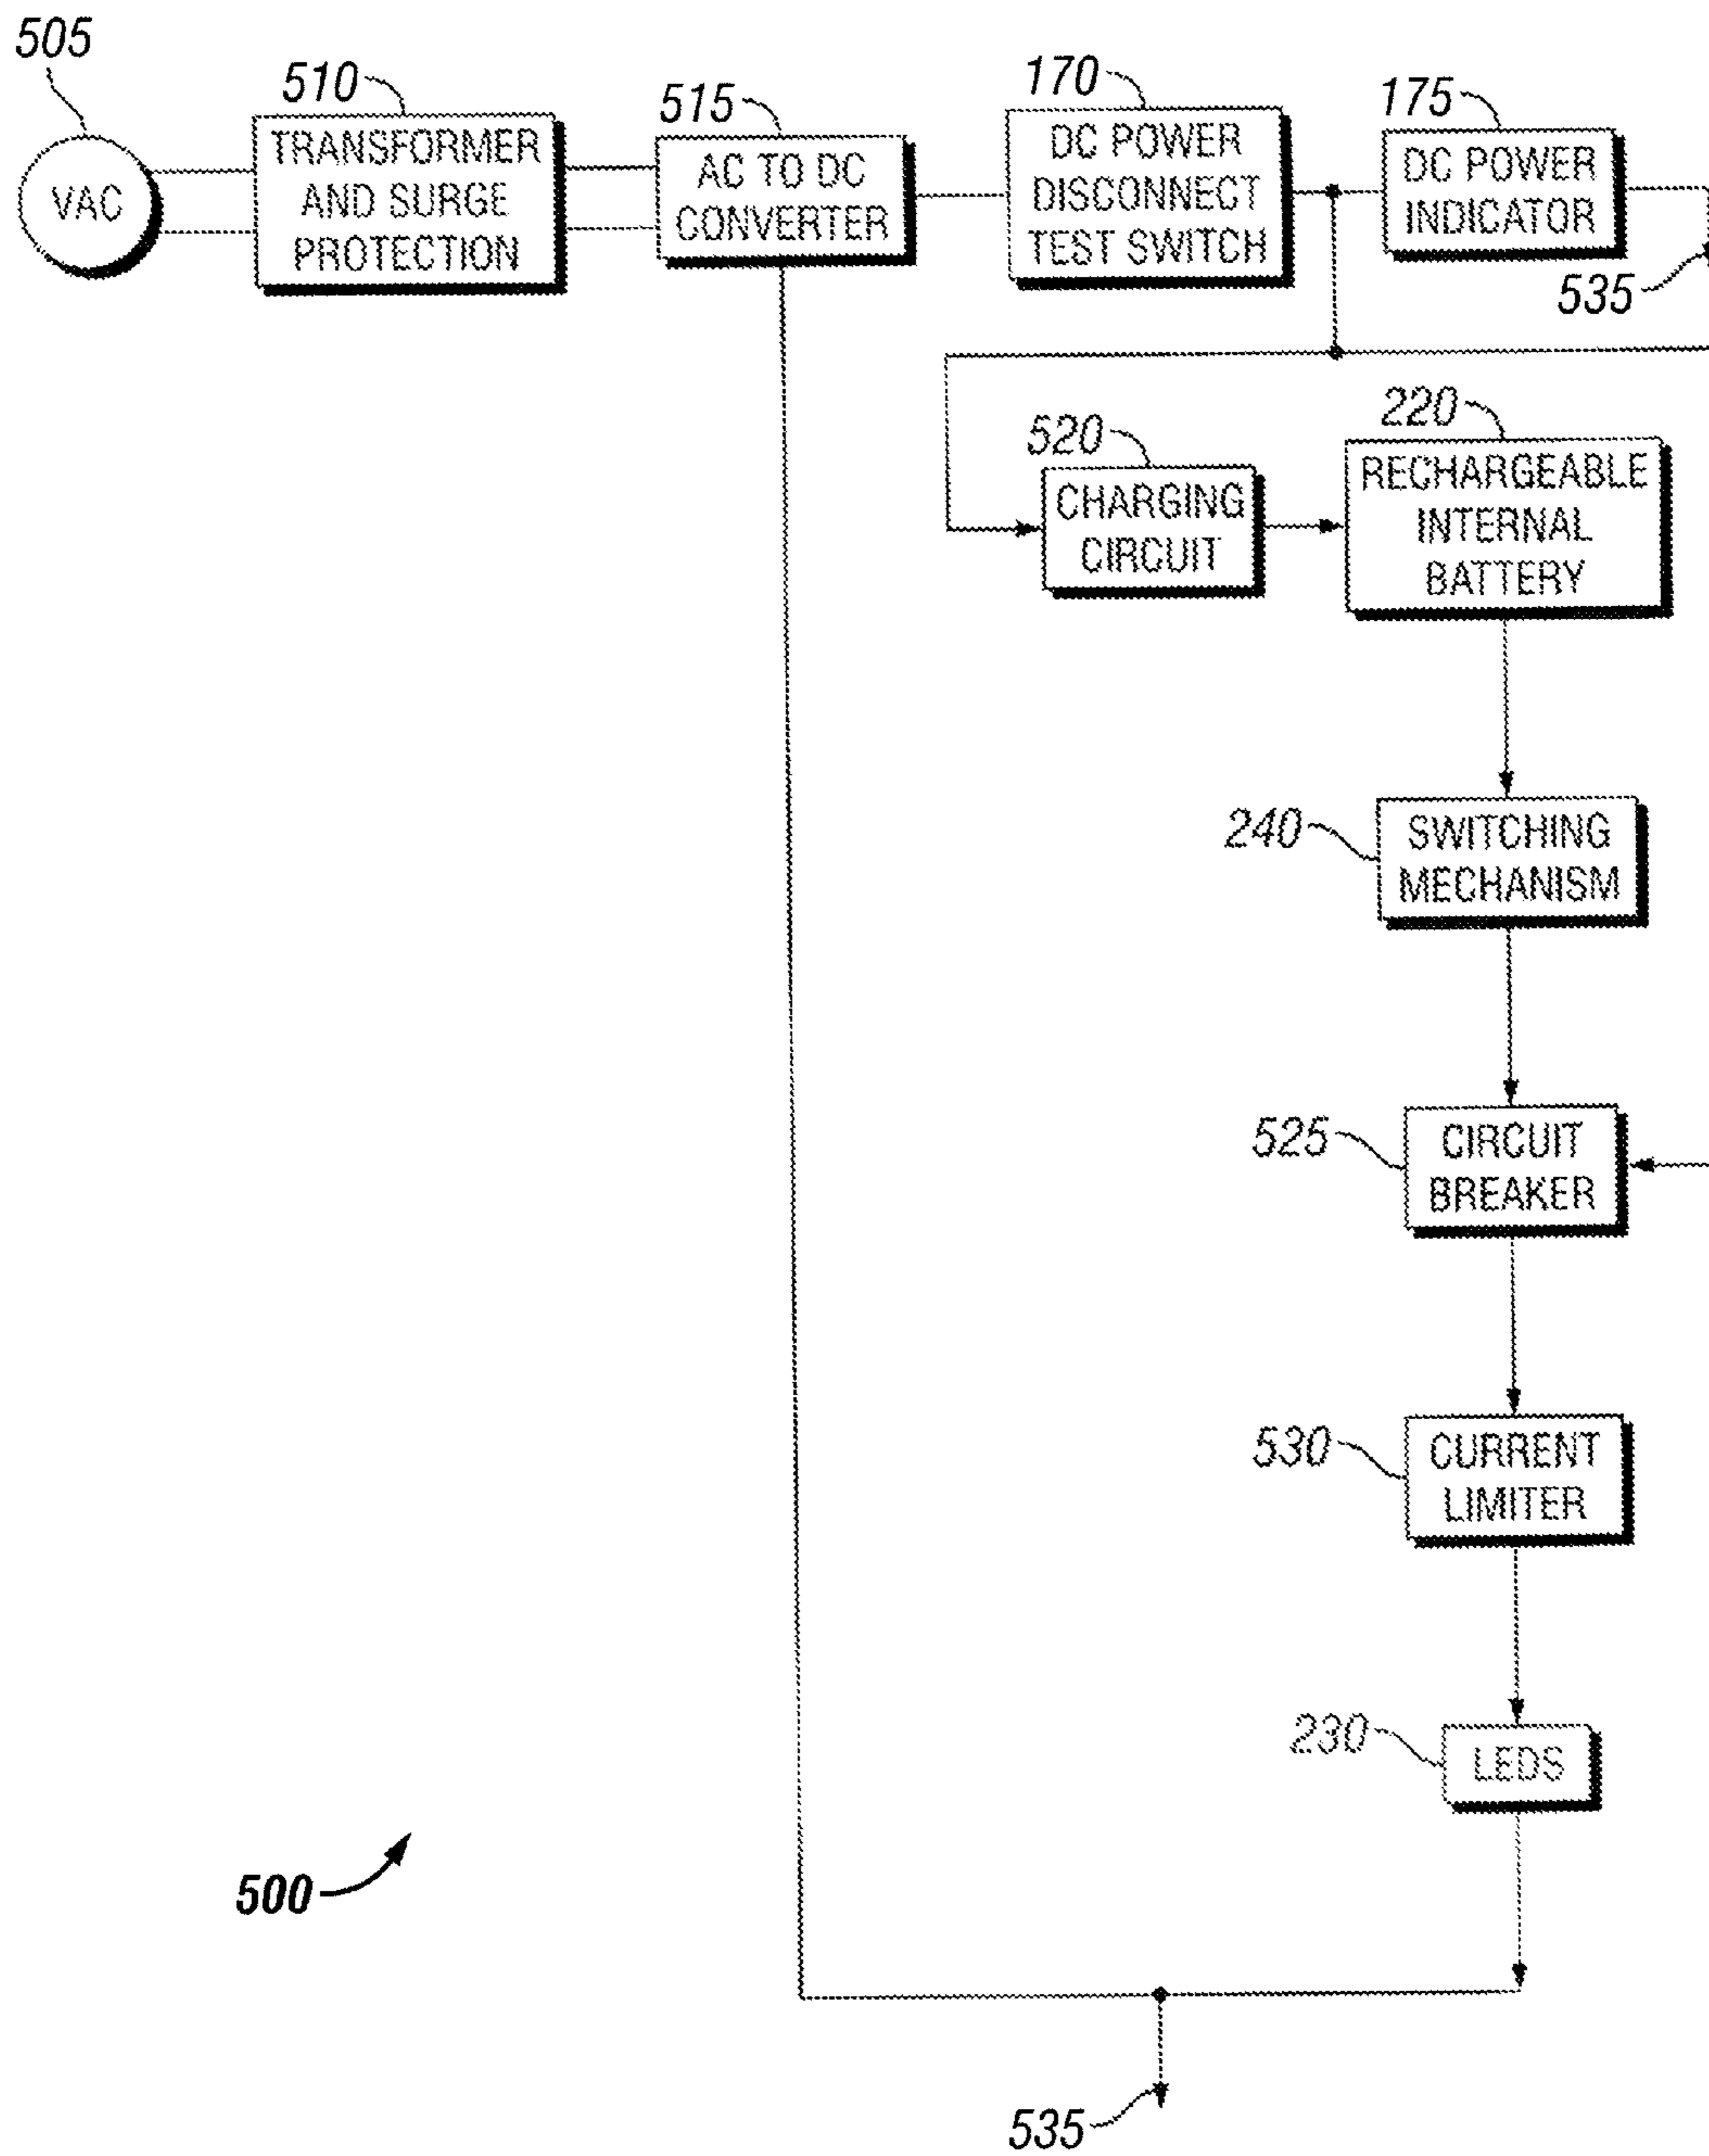 505
510
515
170
175
VAC
TRANSFORMER
AND SURGE
PROTECTION
AC TO DC
CONVERTER
DC POWER
DISCONNECT
TEST SWITCH
DC POWER
INDICATOR
535
520
220
CHARGING
CIRCUIT
RECHARGEABLE
INTERNAL
BATTERY
240
SWITCHING
MECHANISM
525
CIRCUIT
BREAKER
530
CURRENT
LIMITER
230
LEDS
500
535